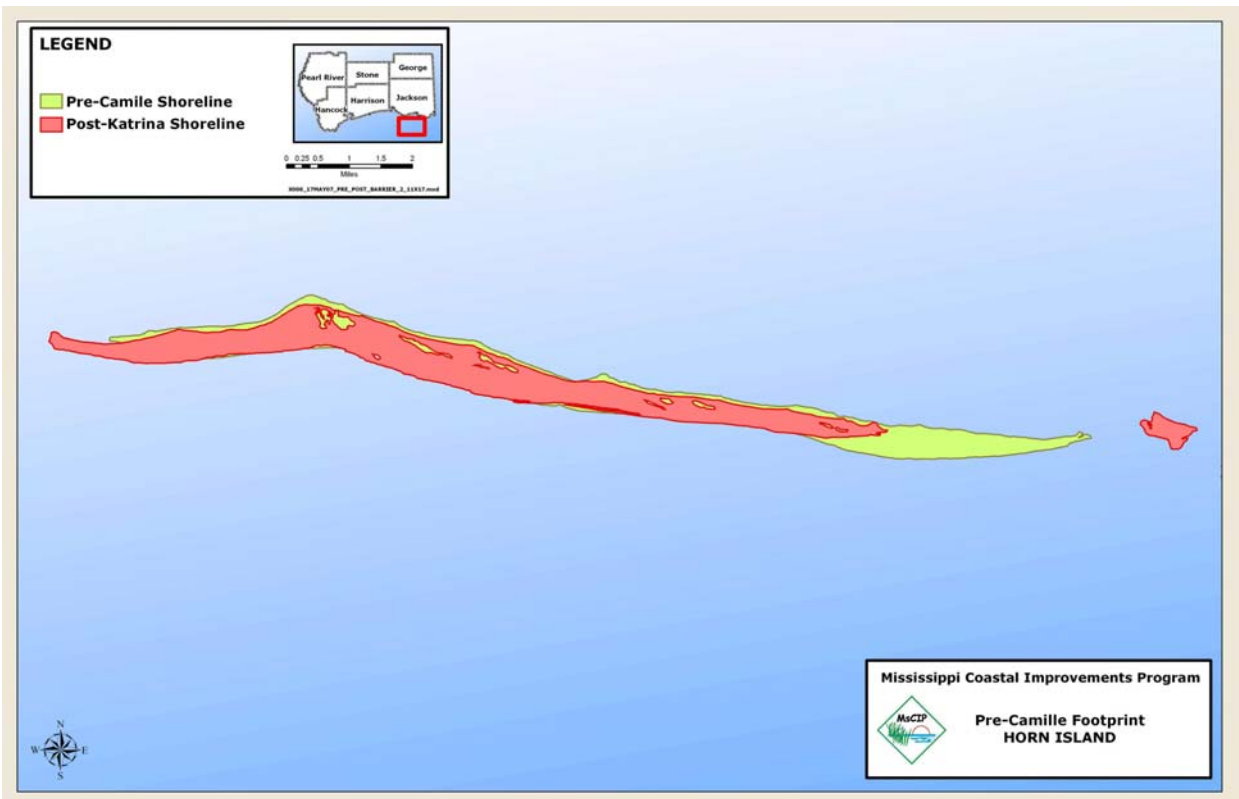 LEGEND
Pre-Camile Shoreline
Post-Katrina Shoreline
Pearl River
Stone
George
Hancock
Harrison
Jackson
0 0.25 0.5 1 1.5 2
Miles
N
W E
S
Mississippi Coastal Improvements Program
MsCIP
Pre-Camille Footprint
HORN ISLAND